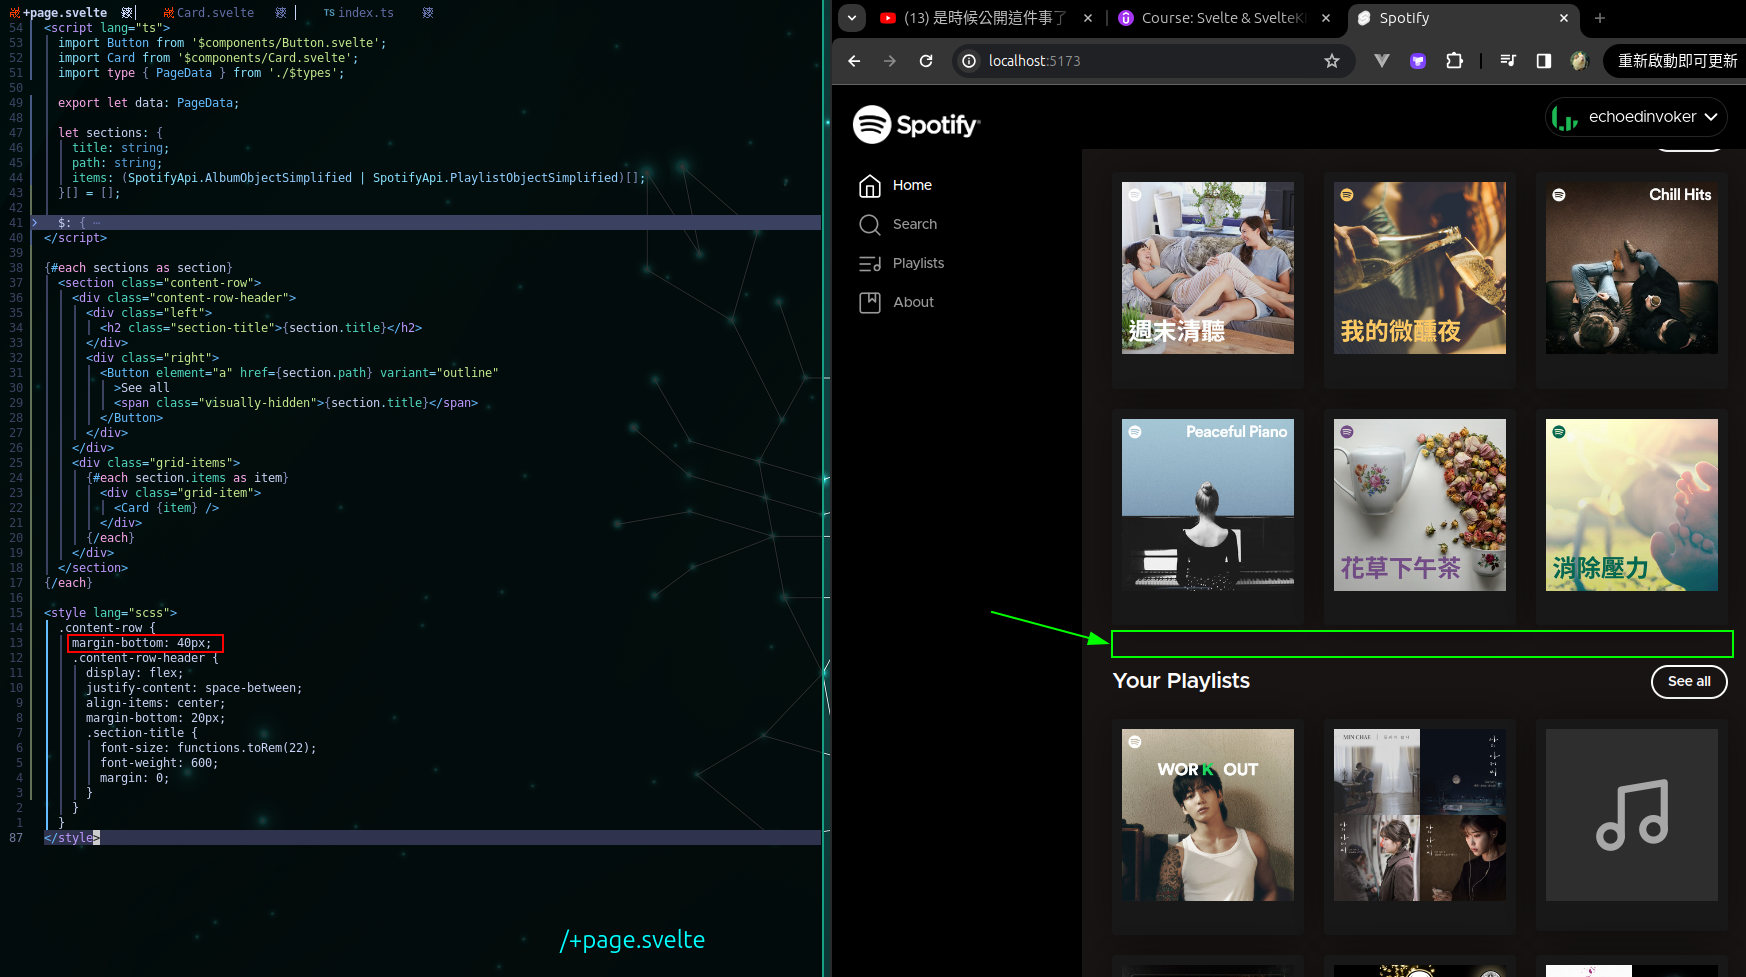 +page.svelte
Card.svelte
TS index.ts
54 <script lang="ts">
53 import Button from '$components/Button.svelte';
52 import Card from '$components/Card.svelte';
51 import type { PageData } from './$types';
50
49 export let data: PageData;
48
47 let sections: {
46 title: string;
45 path: string;
44 items: (SpotifyApi.AlbumObjectSimplified | SpotifyApi.PlaylistObjectSimplified)[];
43 }[] = [];
42
41 $: { ⋯
40 </script>
39
38 {#each sections as section}
37 <section class="content-row">
36 <div class="content-row-header">
35 <div class="left">
34 <h2 class="section-title">{section.title}</h2>
33 </div>
32 <div class="right">
31 <Button element="a" href={section.path} variant="outline"
30 >See all
29 <span class="visually-hidden">{section.title}</span>
28 </Button>
27 </div>
26 </div>
25 <div class="grid-items">
24 {#each section.items as item}
23 <div class="grid-item">
22 <Card {item} />
21 </div>
20 {/each}
19 </div>
18 </section>
17 {/each}
16
15 <style lang="scss">
14 .content-row {
13 margin-bottom: 40px;
12 .content-row-header {
11 display: flex;
10 justify-content: space-between;
9 align-items: center;
8 margin-bottom: 20px;
7 .section-title {
6 font-size: functions.toRem(22);
5 font-weight: 600;
4 margin: 0;
3 }
2 }
1 }
87 </style>
/+page.svelte
(13) 是時候公開這件事了
Course: Svelte & SvelteKi
Spotify
localhost:5173
重新啟動即可更新
Spotify
echoedinvoker
Home
Search
Playlists
About
週末清聽
我的微醺夜
Chill Hits
Peaceful Piano
花草下午茶
消除壓力
Your Playlists
See all
WORK OUT
MIN CHAE